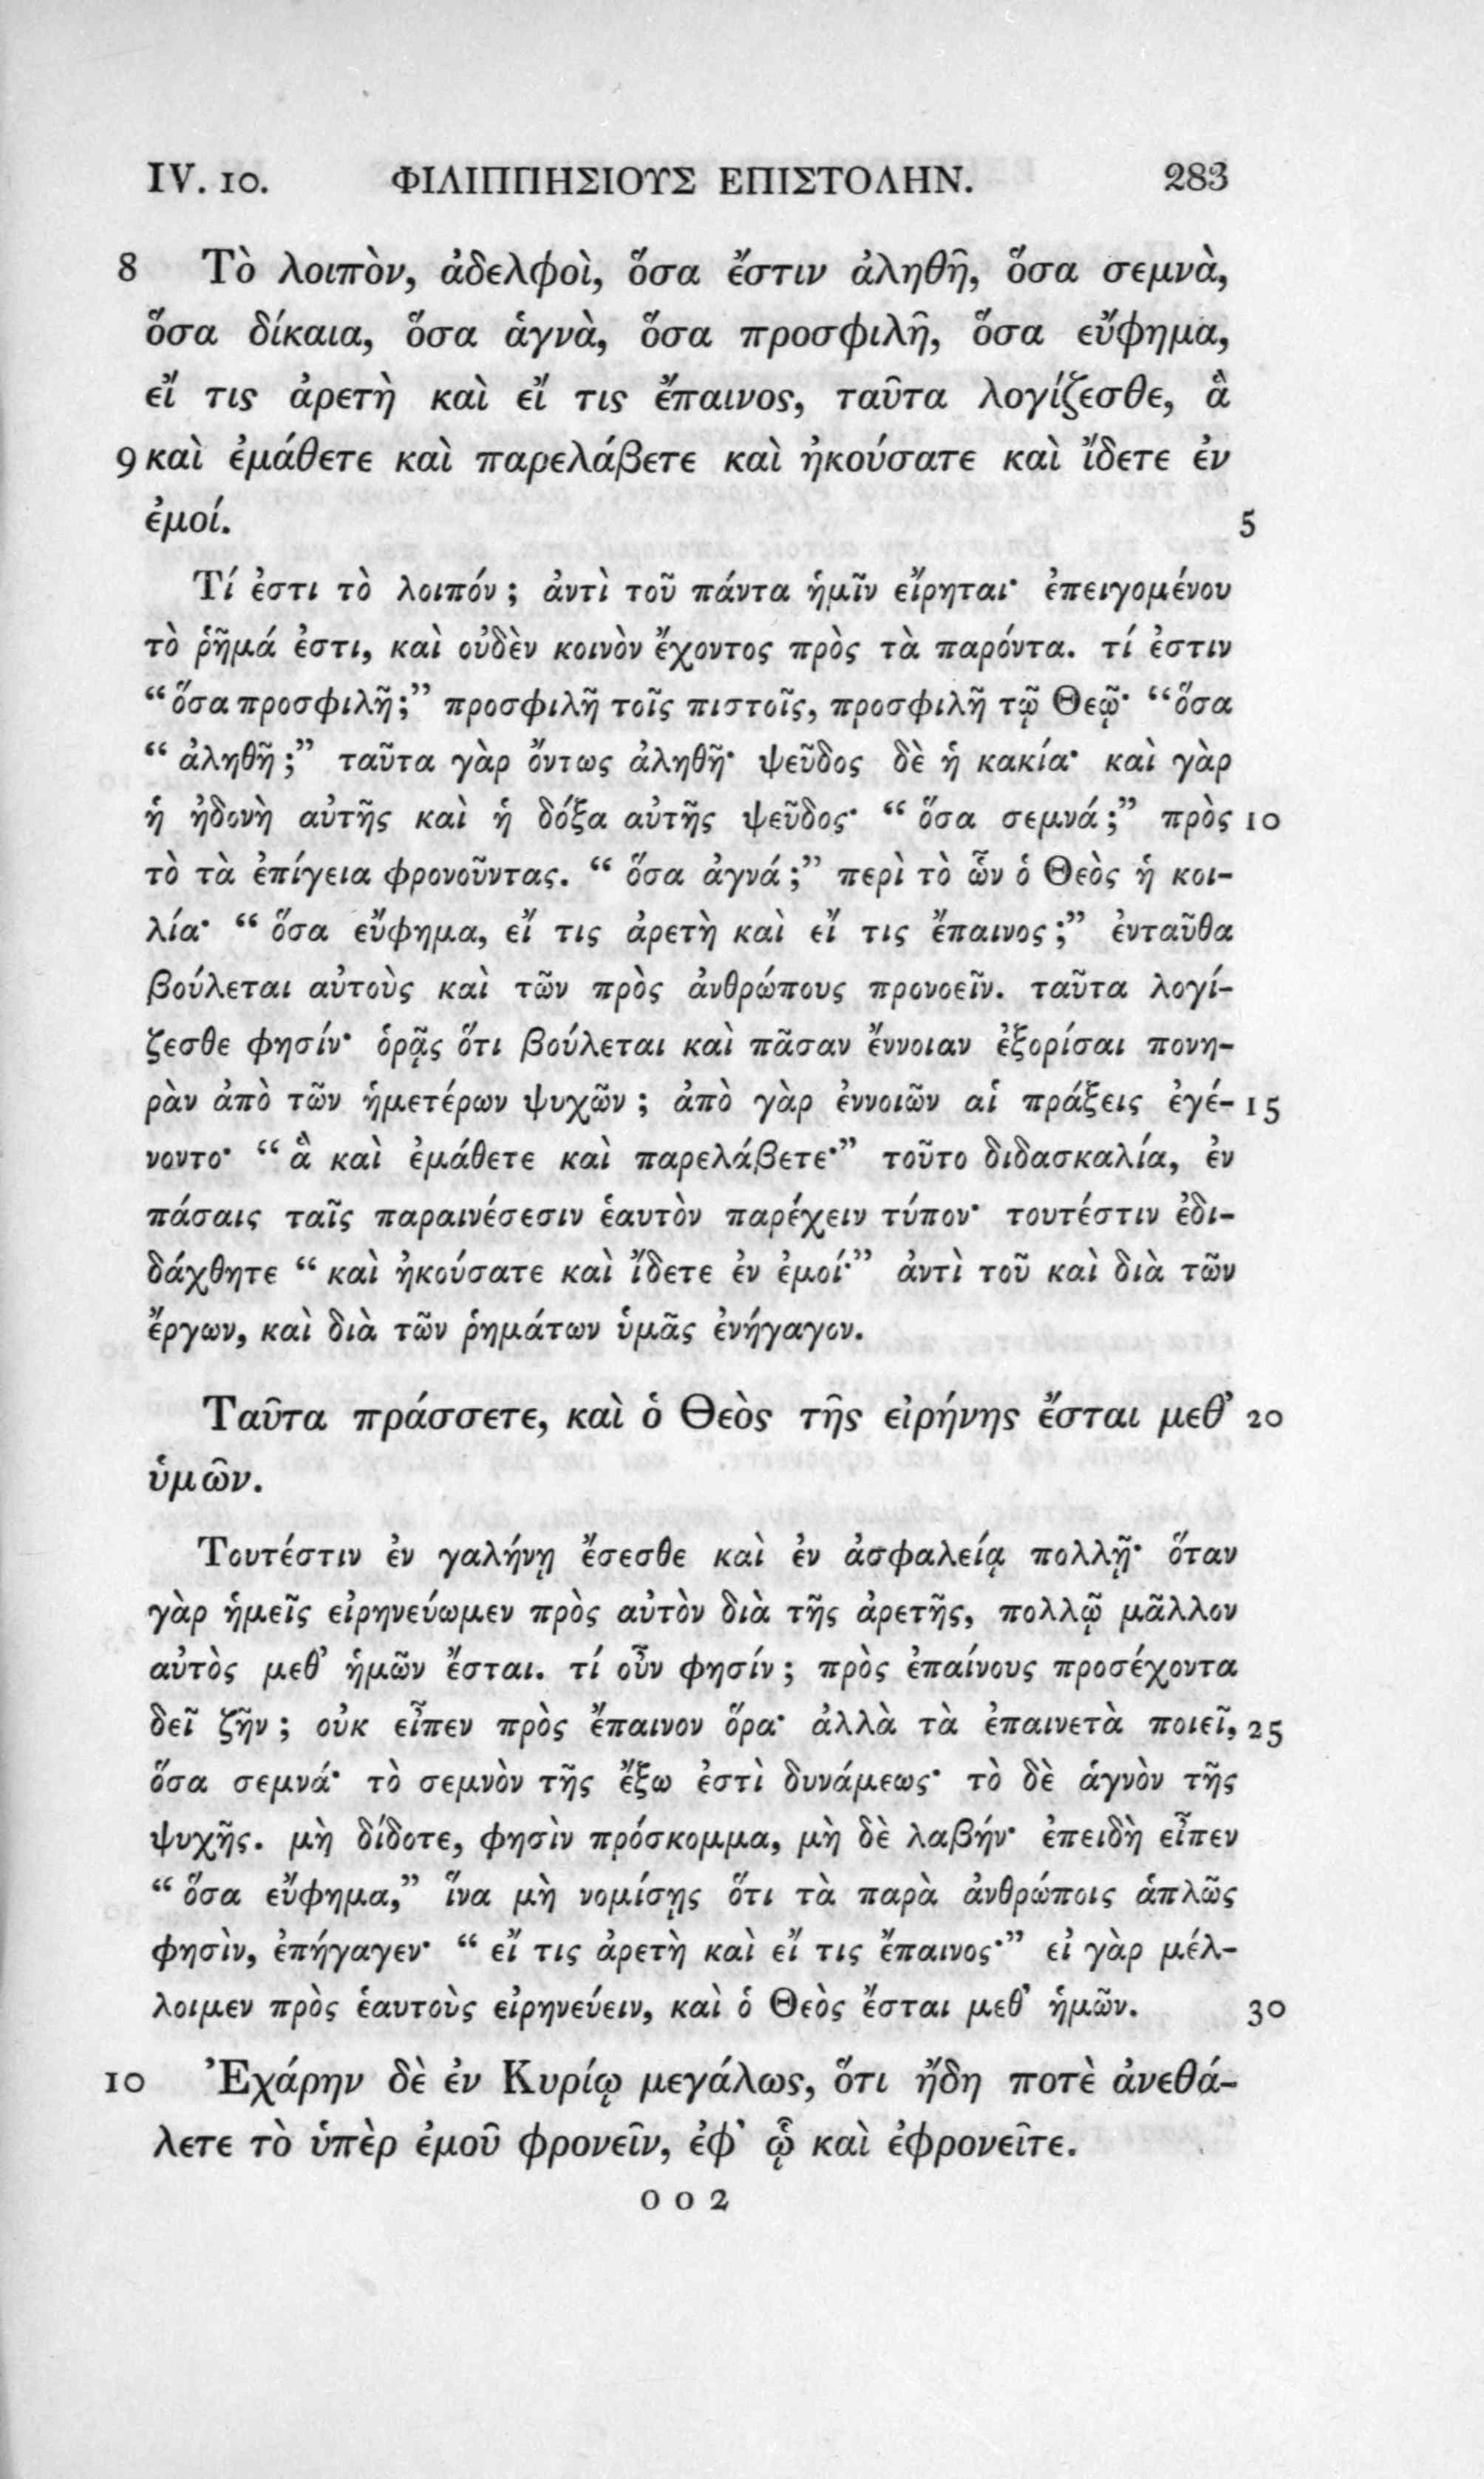 IV. 10. ΦΙΛΙΠΠΗΣΙΟΥΣ ΕΠΙΣΤΟΛΗΝ. 283
8 Τὸ λοιπὸν, ἀδελφοὶ, ὅσα ἔστιν ἀληθῆ, ὅσα σεμνὰ,
ὅσα δίκαια, ὅσα ἁγνὰ, ὅσα προσφιλῆ, ὅσα εὔφημα,
εἴ τις ἀρετὴ καὶ εἴ τις ἔπαινος, ταῦτα λογίζεσθε, ἃ
9 καὶ ἐμάθετε καὶ παρελάβετε καὶ ἠκούσατε καὶ ἴδετε ἐν
ἐμοί. 5
Τί ἐστι τὸ λοιπόν ; ἀντὶ τοῦ πάντα ἡμῖν εἴρηται· ἐπειγομένου
τὸ ῥῆμά ἐστι, καὶ οὐδὲν κοινὸν ἔχοντος πρὸς τὰ παρόντα. τί ἐστιν
“ ὅσα προσφιλῆ ;” προσφιλῆ τοῖς πιστοῖς, προσφιλῆ τῷ Θεῷ· “ ὅσα
“ ἀληθῆ ;” ταῦτα γὰρ ὄντως ἀληθῆ· ψεῦδος δὲ ἡ κακία· καὶ γὰρ
ἡ ἡδονὴ αὐτῆς καὶ ἡ δόξα αὐτῆς ψεῦδος· “ ὅσα σεμνά ;” πρὸς 10
τὸ τὰ ἐπίγεια φρονοῦντας. “ ὅσα ἁγνά ;” περὶ τὸ ὧν ὁ Θεὸς ἡ κοι-
λία· “ ὅσα εὔφημα, εἴ τις ἀρετὴ καὶ εἴ τις ἔπαινος ;” ἐνταῦθα
βούλεται αὐτοὺς καὶ τῶν πρὸς ἀνθρώπους προνοεῖν. ταῦτα λογί-
ζεσθε φησίν· ὁρᾷς ὅτι βούλεται καὶ πᾶσαν ἔννοιαν ἐξορίσαι πονη-
ρὰν ἀπὸ τῶν ἡμετέρων ψυχῶν ; ἀπὸ γὰρ ἐννοιῶν αἱ πράξεις ἐγέ- 15
νοντο· “ ἃ καὶ ἐμάθετε καὶ παρελάβετε·” τοῦτο διδασκαλία, ἐν
πάσαις ταῖς παραινέσεσιν ἑαυτὸν παρέχειν τύπον· τουτέστιν ἐδι-
δάχθητε “ καὶ ἠκούσατε καὶ ἴδετε ἐν ἐμοί·” ἀντὶ τοῦ καὶ διὰ τῶν
ἔργων, καὶ διὰ τῶν ῥημάτων ὑμᾶς ἐνήγαγον.
Ταῦτα πράσσετε, καὶ ὁ Θεὸς τῆς εἰρήνης ἔσται μεθ’ 20
ὑμῶν.
Τουτέστιν ἐν γαλήνῃ ἔσεσθε καὶ ἐν ἀσφαλείᾳ πολλῇ· ὅταν
γὰρ ἡμεῖς εἰρηνεύωμεν πρὸς αὐτὸν διὰ τῆς ἀρετῆς, πολλῷ μᾶλλον
αὐτὸς μεθ’ ἡμῶν ἔσται. τί οὖν φησίν ; πρὸς ἐπαίνους προσέχοντα
δεῖ ζῆν ; οὐκ εἶπεν πρὸς ἔπαινον ὅρα· ἀλλὰ τὰ ἐπαινετὰ ποιεῖ, 25
ὅσα σεμνά· τὸ σεμνὸν τῆς ἔξω ἐστὶ δυνάμεως· τὸ δὲ ἁγνὸν τῆς
ψυχῆς. μὴ δίδοτε, φησὶν πρόσκομμα, μὴ δὲ λαβήν· ἐπειδὴ εἶπεν
“ ὅσα εὔφημα,” ἵνα μὴ νομίσῃς ὅτι τὰ παρὰ ἀνθρώποις ἁπλῶς
φησὶν, ἐπήγαγεν· “ εἴ τις ἀρετὴ καὶ εἴ τις ἔπαινος·” εἰ γὰρ μέλ-
λοιμεν πρὸς ἑαυτοὺς εἰρηνεύειν, καὶ ὁ Θεὸς ἔσται μεθ’ ἡμῶν. 30
10 Ἐχάρην δὲ ἐν Κυρίῳ μεγάλως, ὅτι ἤδη ποτὲ ἀνεθά-
λετε τὸ ὑπὲρ ἐμοῦ φρονεῖν, ἐφ’ ᾧ καὶ ἐφρονεῖτε.
o o 2